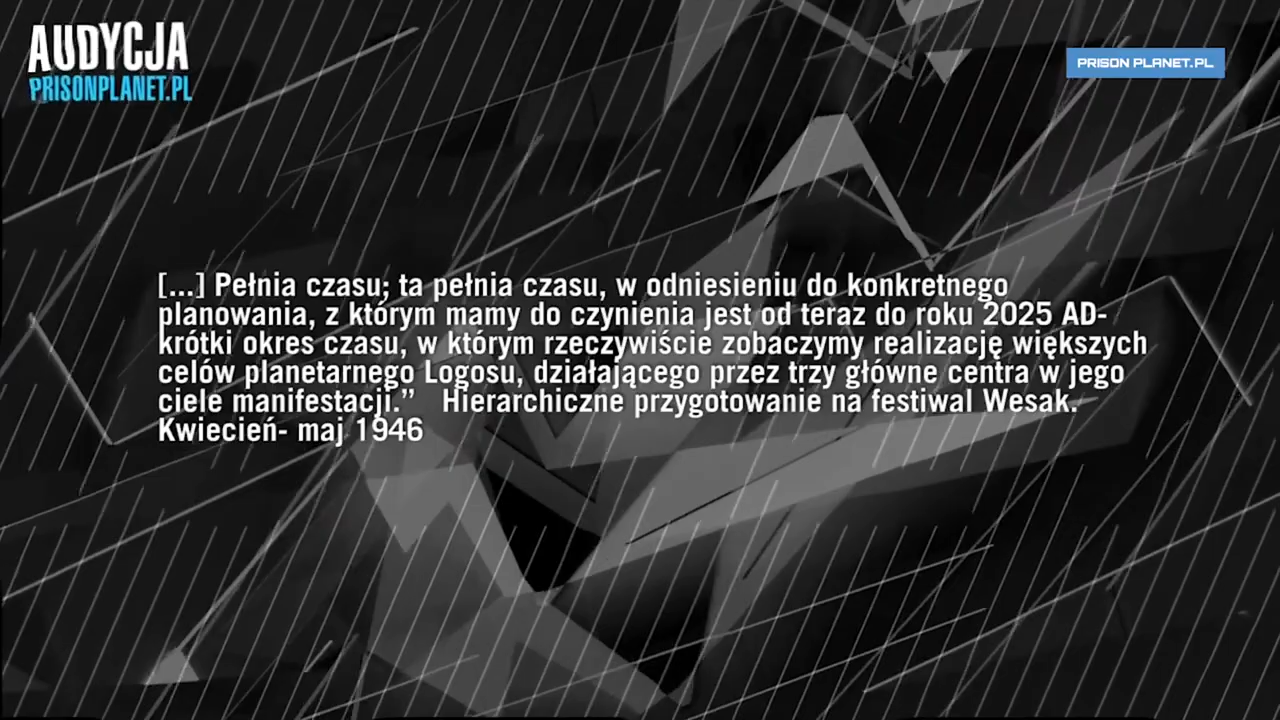 AUDYCJA
PRISONPLANET.PL
PRISON PLANET.PL
[...] Pełnia czasu; ta pełnia czasu, w odniesieniu do konkretnego
planowania, z którym mamy do czynienia jest od teraz do roku 2025 AD-
krótki okres czasu, w którym rzeczywiście zobaczymy realizację większych
celów planetarnego Logosu, działającego przez trzy główne centra w jego
ciele manifestacji.” Hierarchiczne przygotowanie na festiwal Wesak.
Kwiecień- maj 1946